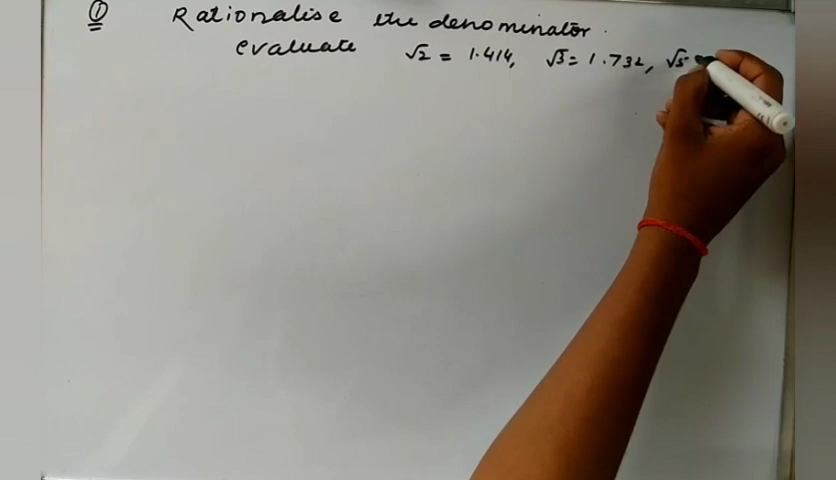 ① Rationalise the denominator.
evaluate √2 = 1.414, √3 = 1.732, √5